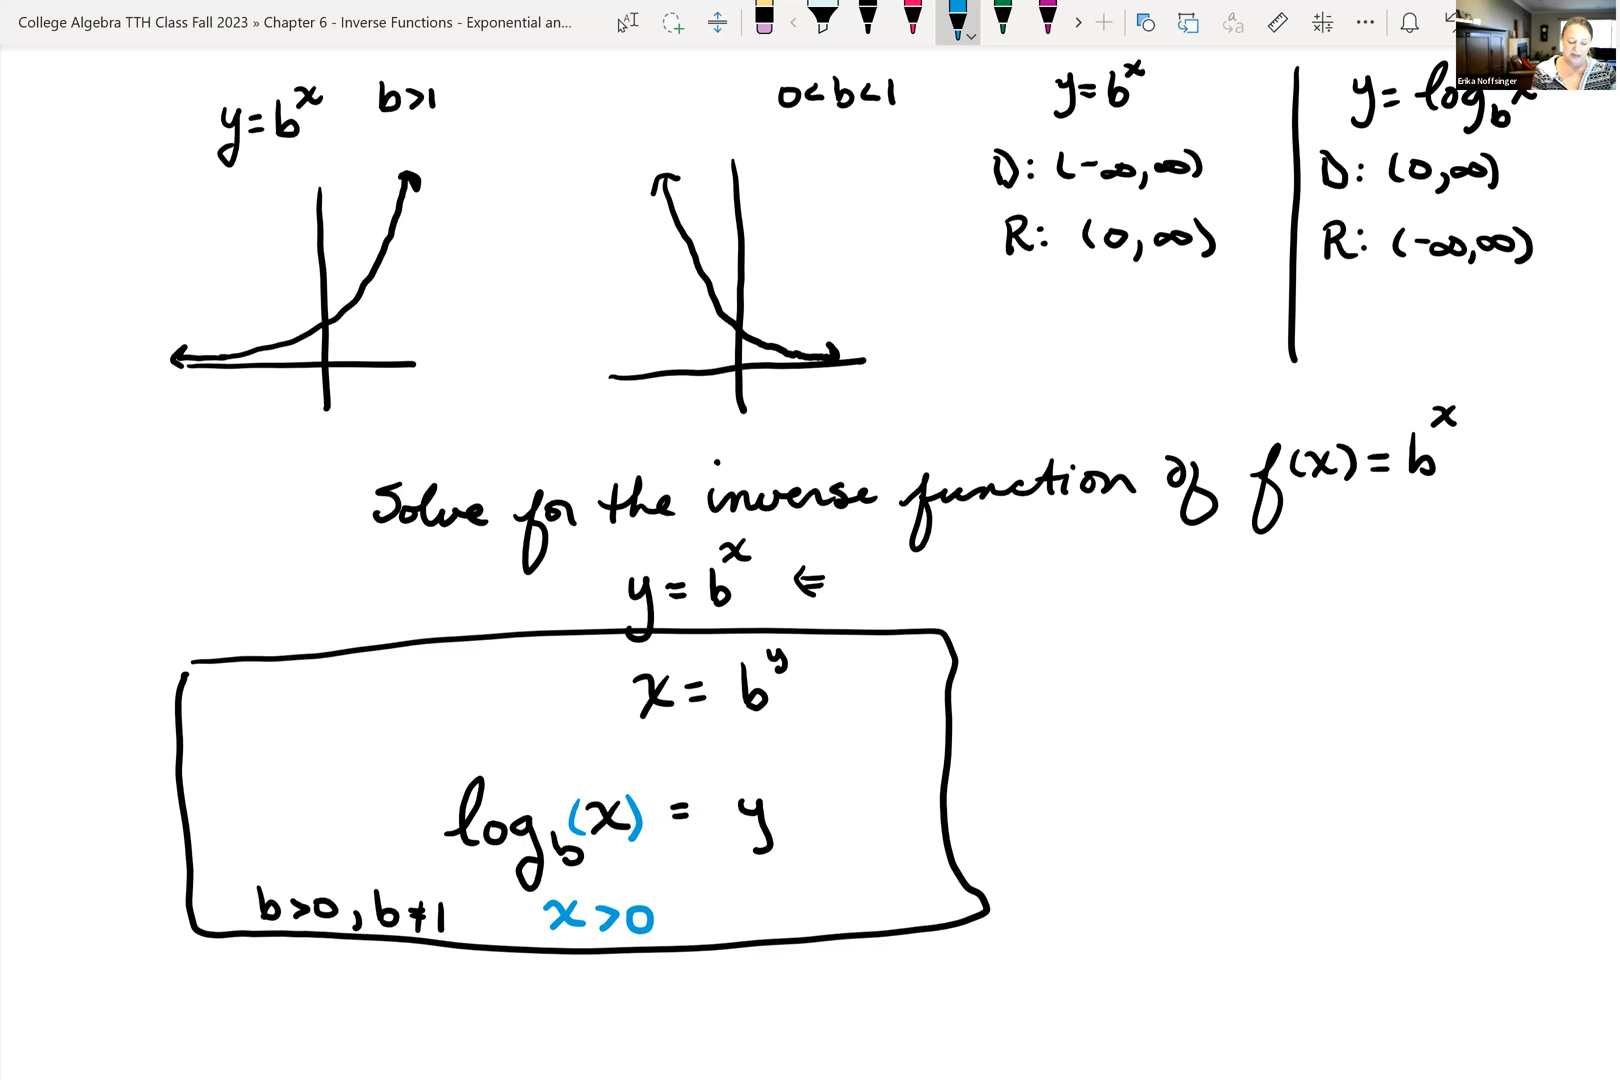 College Algebra TTH Class Fall 2023 » Chapter 6 - Inverse Functions - Exponential an...
Erika Noffsinger
y=b^x b>1
0<b<1
y=b^x
D: (-∞,∞)
R: (0,∞)
y= log_b x
D: (0,∞)
R: (-∞,∞)
Solve for the inverse function of f(x)=b^x
y=b^x ⇐
x= b^y
log_b(x) = y
b>0, b≠1 x>0